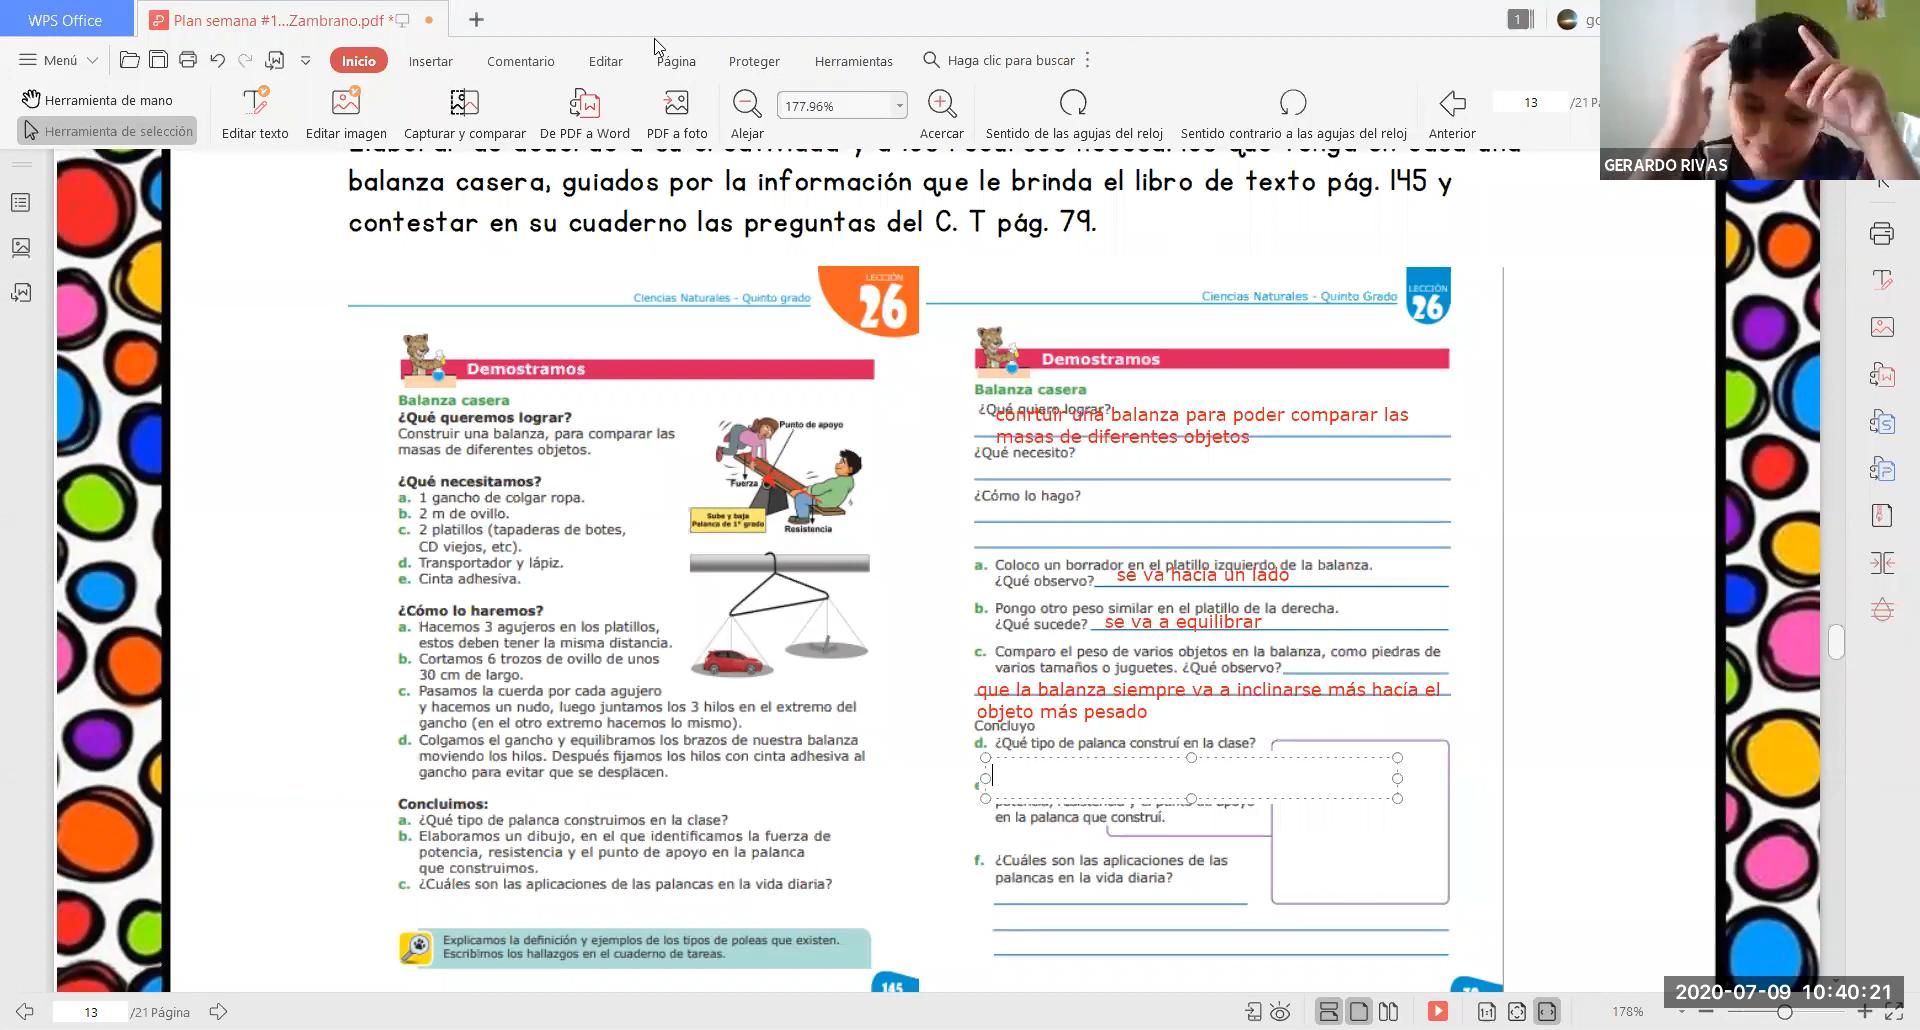 WPS Office
Plan semana #1...Zambrano.pdf *
1
Menú
Inicio
Insertar
Comentario
Editar
Página
Proteger
Herramientas
Haga clic para buscar
Herramienta de mano
Herramienta de selección
Editar texto
Editar imagen
Capturar y comparar
De PDF a Word
PDF a foto
Alejar
177.96%
Acercar
Sentido de las agujas del reloj
Sentido contrario a las agujas del reloj
Anterior
13
/21
GERARDO RIVAS
balanza casera, guiados por la información que le brinda el libro de texto pág. 145 y
contestar en su cuaderno las preguntas del C. T pág. 79.
Ciencias Naturales - Quinto grado
LECCIÓN
26
Demostramos
Balanza casera
¿Qué queremos lograr?
Construir una balanza, para comparar las
masas de diferentes objetos.
¿Qué necesitamos?
a. 1 gancho de colgar ropa.
b. 2 m de ovillo.
c. 2 platillos (tapaderas de botes,
CD viejos, etc).
d. Transportador y lápiz.
e. Cinta adhesiva.
Punto de apoyo
Fuerza
Sube y baja
Palanca de 1° grado
Resistencia
¿Cómo lo haremos?
a. Hacemos 3 agujeros en los platillos,
estos deben tener la misma distancia.
b. Cortamos 6 trozos de ovillo de unos
30 cm de largo.
c. Pasamos la cuerda por cada agujero
y hacemos un nudo, luego juntamos los 3 hilos en el extremo del
gancho (en el otro extremo hacemos lo mismo).
d. Colgamos el gancho y equilibramos los brazos de nuestra balanza
moviendo los hilos. Después fijamos los hilos con cinta adhesiva al
gancho para evitar que se desplacen.
Concluimos:
a. ¿Qué tipo de palanca construimos en la clase?
b. Elaboramos un dibujo, en el que identificamos la fuerza de
potencia, resistencia y el punto de apoyo en la palanca
que construimos.
c. ¿Cuáles son las aplicaciones de las palancas en la vida diaria?
Explicamos la definición y ejemplos de los tipos de poleas que existen.
Escribimos los hallazgos en el cuaderno de tareas.
145
Ciencias Naturales - Quinto Grado
LECCIÓN
26
Demostramos
Balanza casera
¿Qué quiero lograr?
conrtuir una balanza para poder comparar las
masas de diferentes objetos
¿Qué necesito?
¿Cómo lo hago?
a. Coloco un borrador en el platillo izquierdo de la balanza.
¿Qué observo? se va hacia un lado
b. Pongo otro peso similar en el platillo de la derecha.
¿Qué sucede? se va a equilibrar
c. Comparo el peso de varios objetos en la balanza, como piedras de
varios tamaños o juguetes. ¿Qué observo?
que la balanza siempre va a inclinarse más hacía el
objeto más pesado
Concluyo
d. ¿Qué tipo de palanca construí en la clase?
en la palanca que construí.
f. ¿Cuáles son las aplicaciones de las
palancas en la vida diaria?
2020-07-09 10:40:21
13
/21 Página
178%